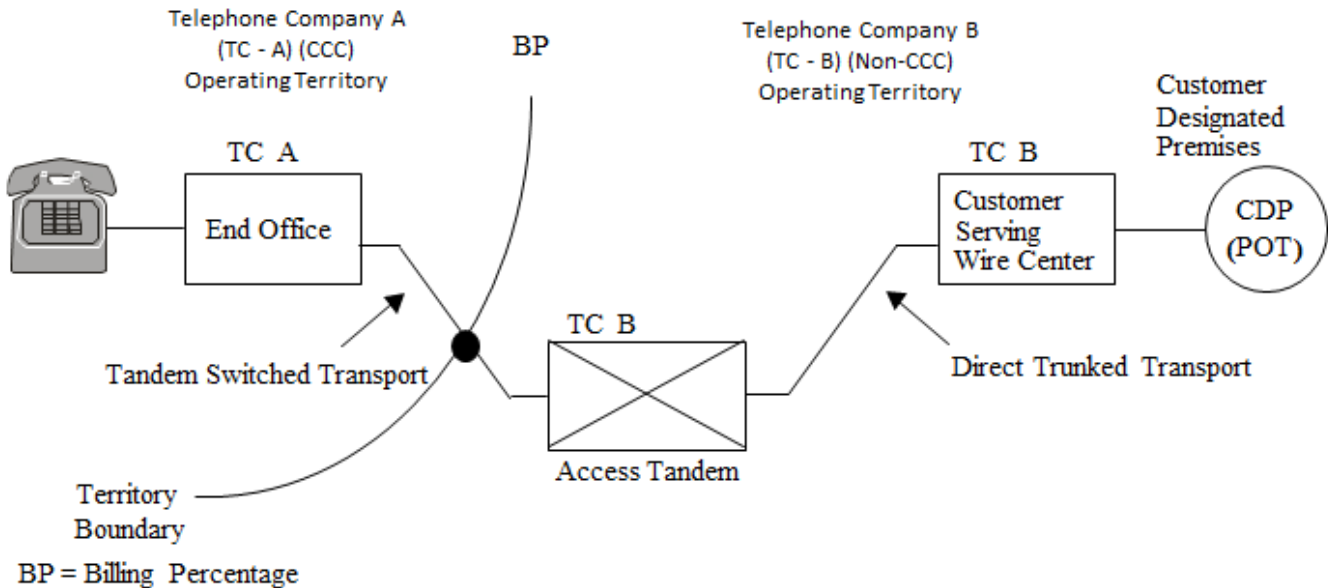 Telephone Company A
(TC - A) (CCC)
Operating Territory
BP
Telephone Company B
(TC - B) (Non-CCC)
Operating Territory
Customer
Designated
Premises
TC A
End Office
TC B
Customer
Serving
Wire Center
CDP
(POT)
TC B
Tandem Switched Transport
Direct Trunked Transport
Access Tandem
Territory
Boundary
BP = Billing Percentage